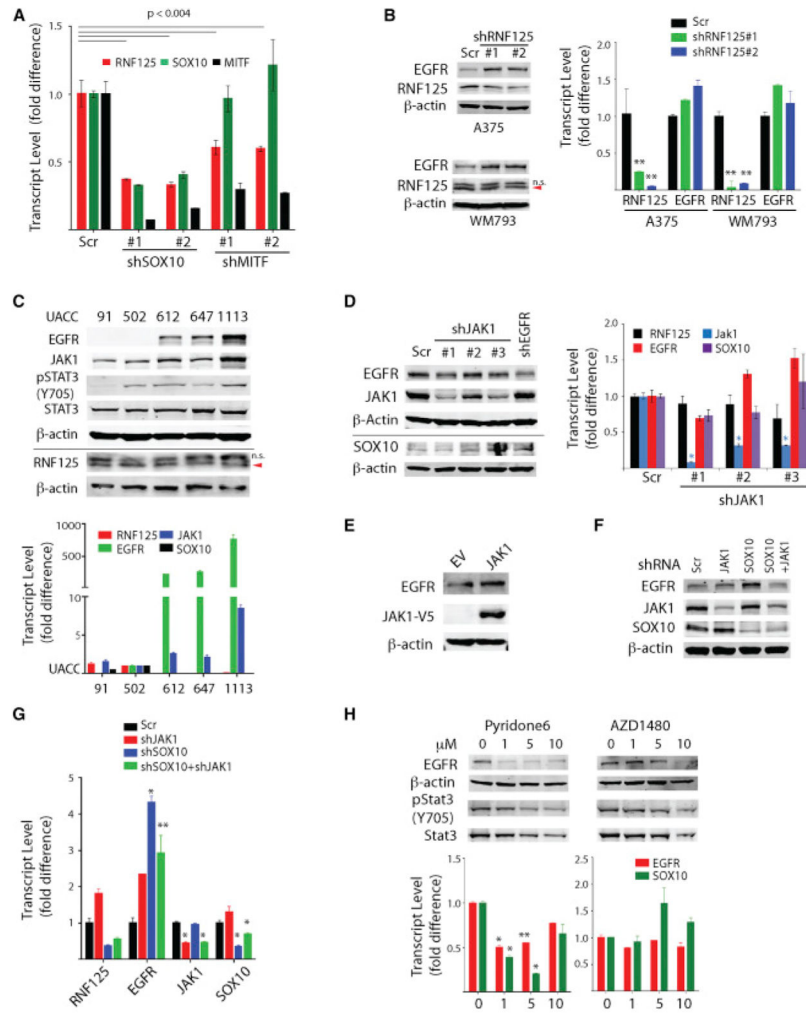 A
p < 0.004
RNF125 SOX10 MITF
Transcript Level (fold difference)
1.5
1.0
0.5
0
Scr #1 #2 #1 #2
shSOX10 shMITF
B
shRNF125
Scr #1 #2
EGFR
RNF125
β-actin
A375
EGFR
RNF125
n.s.
β-actin
WM793
Scr
shRNF125#1
shRNF125#2
Transcript Level
(fold difference)
2.0
1.5
1.0
0.5
** ** ** **
RNF125 EGFR RNF125 EGFR
A375 WM793
C
UACC 91 502 612 647 1113
EGFR
JAK1
pSTAT3
(Y705)
STAT3
β-actin
RNF125
n.s.
β-actin
RNF125 JAK1
EGFR SOX10
Transcript Level
(fold difference)
1000
500
10
5
0
UACC
91 502 612 647 1113
D
shJAK1 shEGFR
Scr #1 #2 #3
EGFR
JAK1
β-Actin
SOX10
β-actin
RNF125 Jak1
EGFR SOX10
Transcript Level
(fold difference)
2.0
1.5
1.0
0.5
0
* * *
Scr #1 #2 #3
shJAK1
E
EV JAK1
EGFR
JAK1-V5
β-actin
F
shRNA Scr JAK1 SOX10 SOX10
+JAK1
EGFR
JAK1
SOX10
β-actin
G
Scr
shJAK1
shSOX10
shSOX10+shJAK1
Transcript Level
(fold difference)
5
4
3
2
1
* ** * * * *
RNF125 EGFR JAK1 SOX10
H
Pyridone6 AZD1480
μM 0 1 5 10 0 1 5 10
EGFR
β-actin
pStat3
(Y705)
Stat3
EGFR
SOX10
Transcript Level
(fold difference)
1.5
1.0
0.5
* * ** *
0 1 5 10
2.5
2.0
1.5
1.0
0.5
0 1 5 10